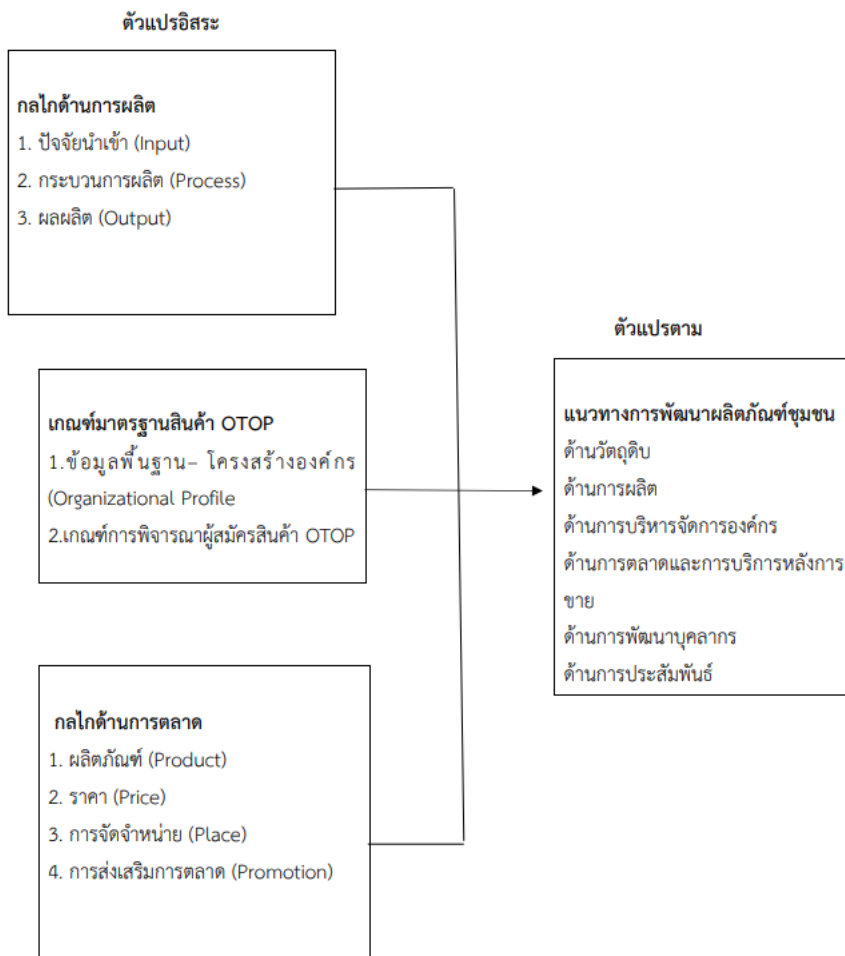 ตัวแปรอิสระ
กลไกด้านการผลิต
1. ปัจจัยนำเข้า (Input)
2. กระบวนการผลิต (Process)
3. ผลผลิต (Output)
เกณฑ์มาตรฐานสินค้า OTOP
1.ข้อมูลพื้นฐาน– โครงสร้างองค์กร
(Organizational Profile
2.เกณฑ์การพิจารณาผู้สมัครสินค้า OTOP
กลไกด้านการตลาด
1. ผลิตภัณฑ์ (Product)
2. ราคา (Price)
3. การจัดจำหน่าย (Place)
4. การส่งเสริมการตลาด (Promotion)
ตัวแปรตาม
แนวทางการพัฒนาผลิตภัณฑ์ชุมชน
ด้านวัตถุดิบ
ด้านการผลิต
ด้านการบริหารจัดการองค์กร
ด้านการตลาดและการบริการหลังการ
ขาย
ด้านการพัฒนาบุคลากร
ด้านการประสัมพันธ์